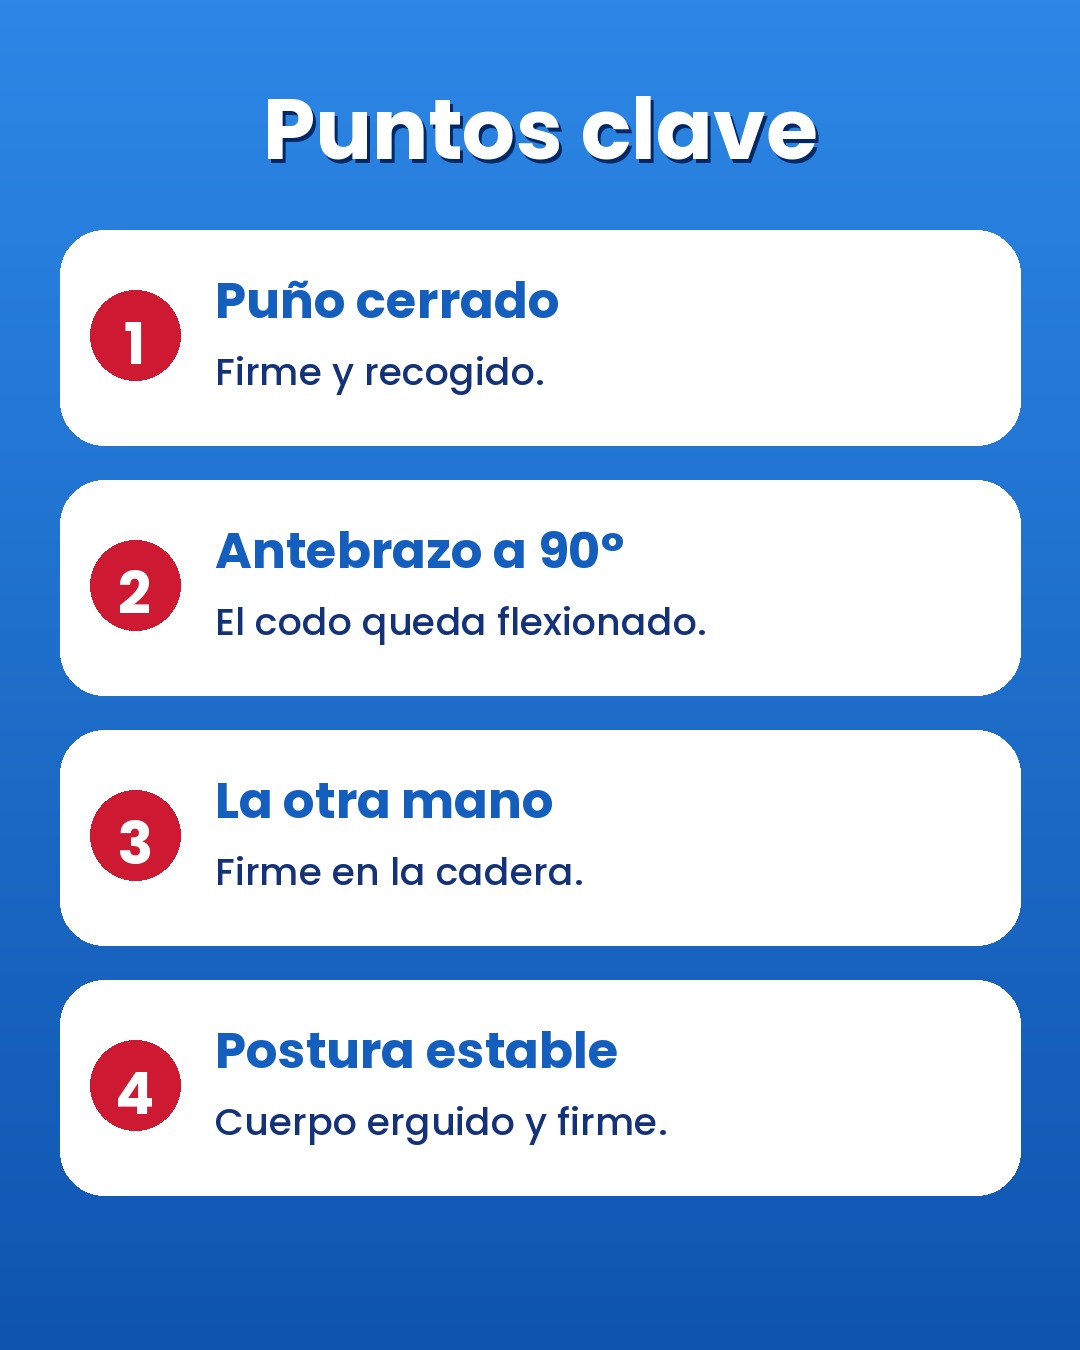 Puntos clave
1
Puño cerrado
Firme y recogido.
2
Antebrazo a 90°
El codo queda flexionado.
3
La otra mano
Firme en la cadera.
4
Postura estable
Cuerpo erguido y firme.